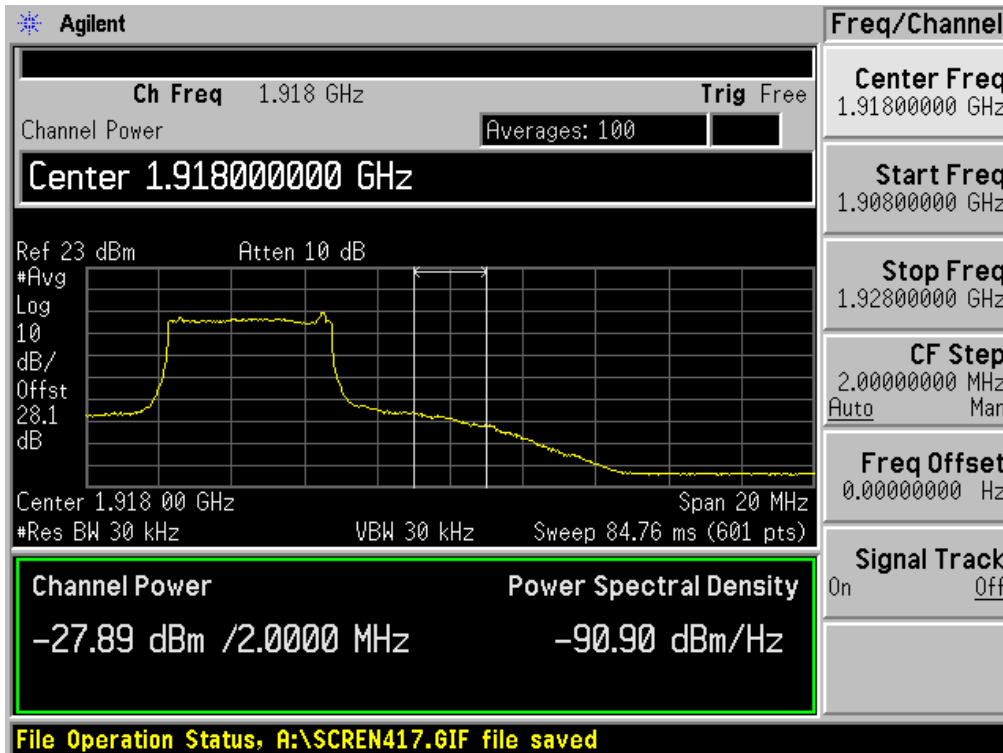 Agilent
Freq/Channel
Ch Freq 1.918 GHz Trig Free
Channel Power Averages: 100
Center 1.918000000 GHz
Ref 23 dBm Atten 10 dB
#Avg
Log
10
dB/
Offst
28.1
dB
Center 1.918 00 GHz Span 20 MHz
#Res BW 30 kHz VBW 30 kHz Sweep 84.76 ms (601 pts)
Channel Power Power Spectral Density
-27.89 dBm /2.0000 MHz -90.90 dBm/Hz
File Operation Status, A:\SCREN417.GIF file saved
Center Freq
1.91800000 GHz
Start Freq
1.90800000 GHz
Stop Freq
1.92800000 GHz
CF Step
2.00000000 MHz
Auto Man
Freq Offset
0.00000000 Hz
Signal Track
On Off